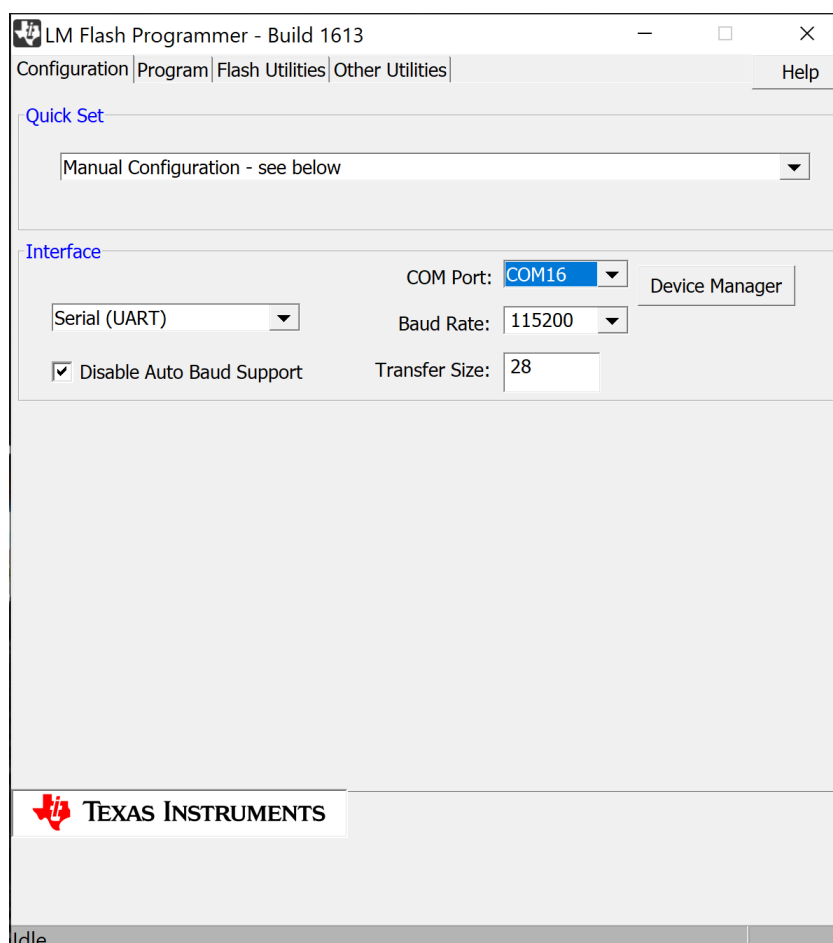 LM Flash Programmer - Build 1613
Configuration Program Flash Utilities Other Utilities Help
Quick Set
Manual Configuration - see below
Interface
COM Port: COM16 Device Manager
Serial (UART) Baud Rate: 115200
Disable Auto Baud Support Transfer Size: 28
TEXAS INSTRUMENTS
Idle